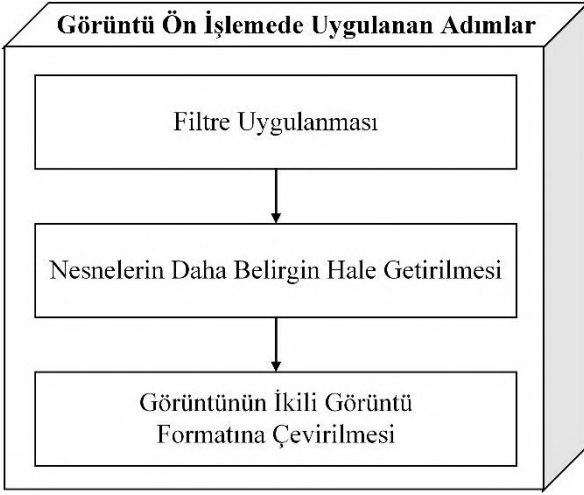 Görüntü Ön İşlemede Uygulanan Adımlar
Filtre Uygulanması
Nesnelerin Daha Belirgin Hale Getirilmesi
Görüntünün İkili Görüntü
Formatına Çevirilmesi